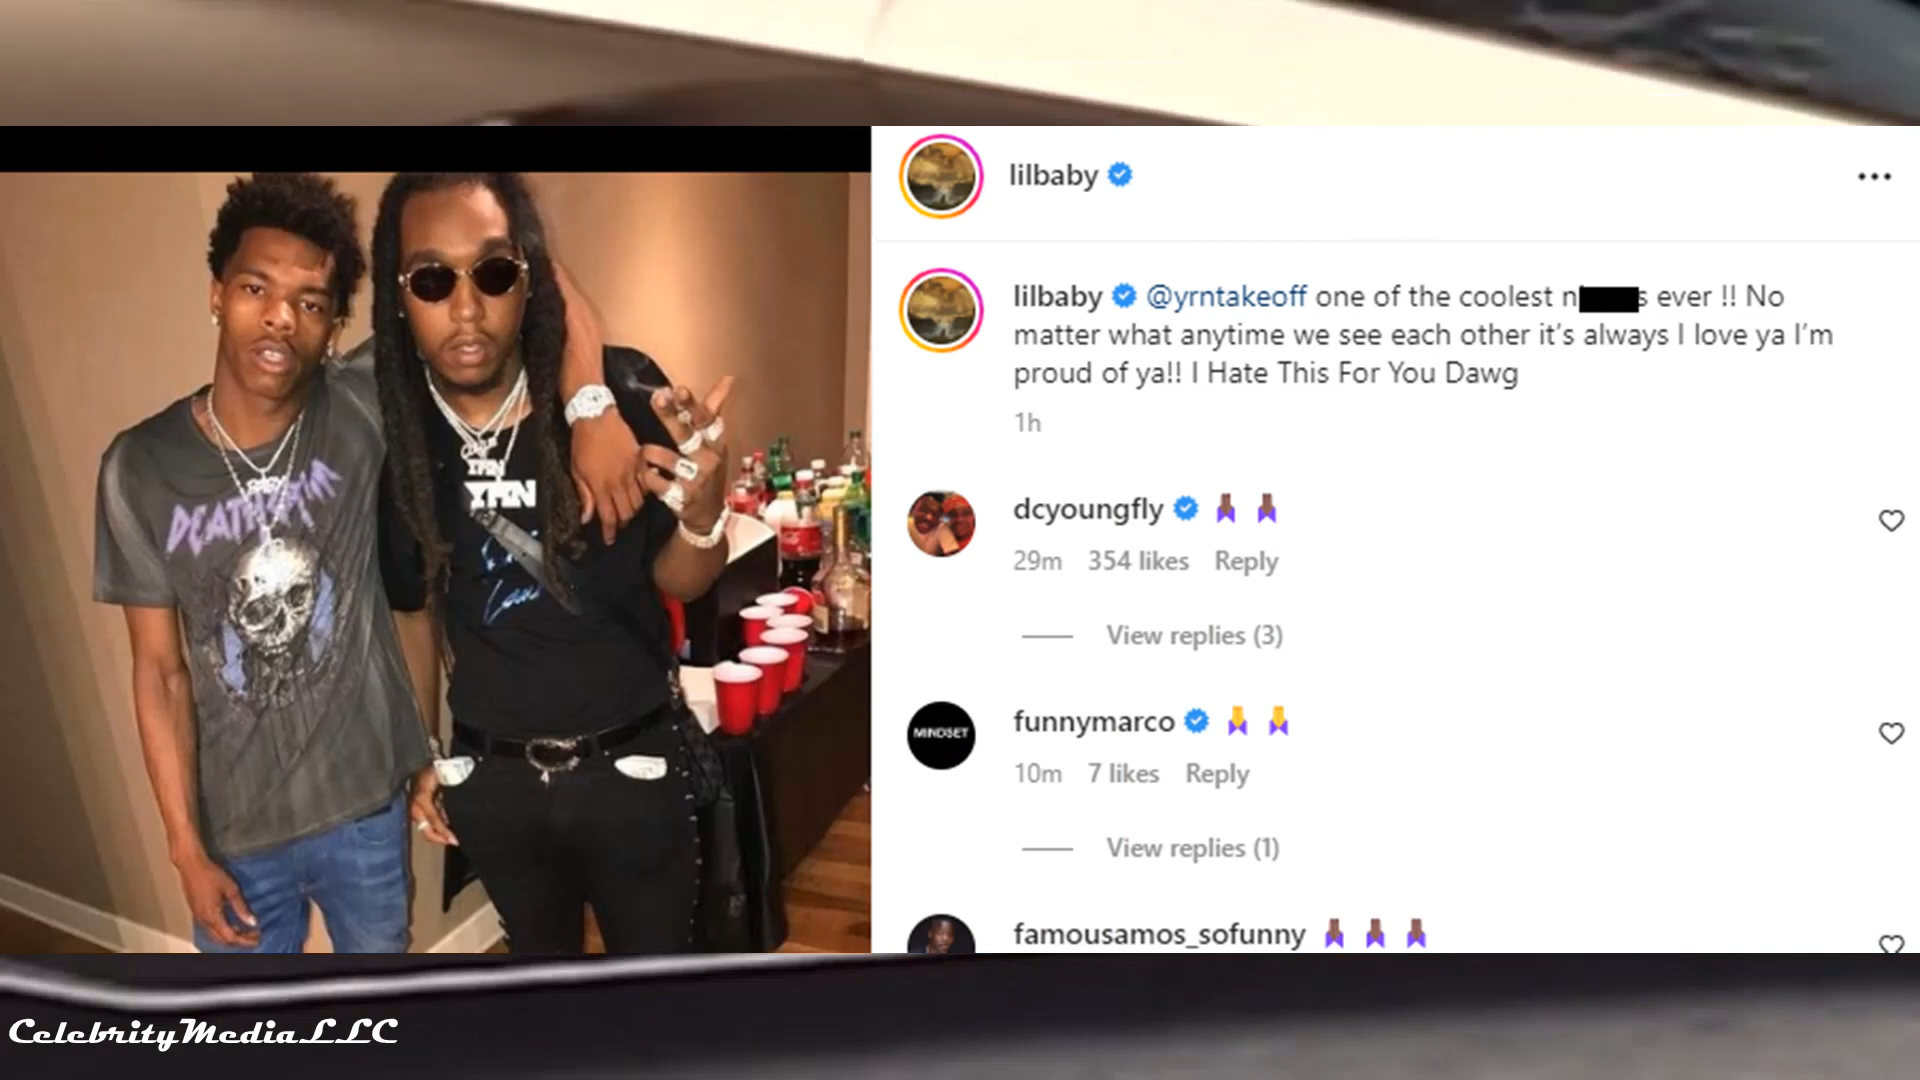 lilbaby
lilbaby @yrntakeoff one of the coolest n s ever !! No
matter what anytime we see each other it’s always I love ya I’m
proud of ya!! I Hate This For You Dawg
1h
dcyoungfly
29m 354 likes Reply
View replies (3)
MINDSET
funnymarco
10m 7 likes Reply
View replies (1)
famousamos_sofunny
YRN
YRN
CelebrityMediaLLC